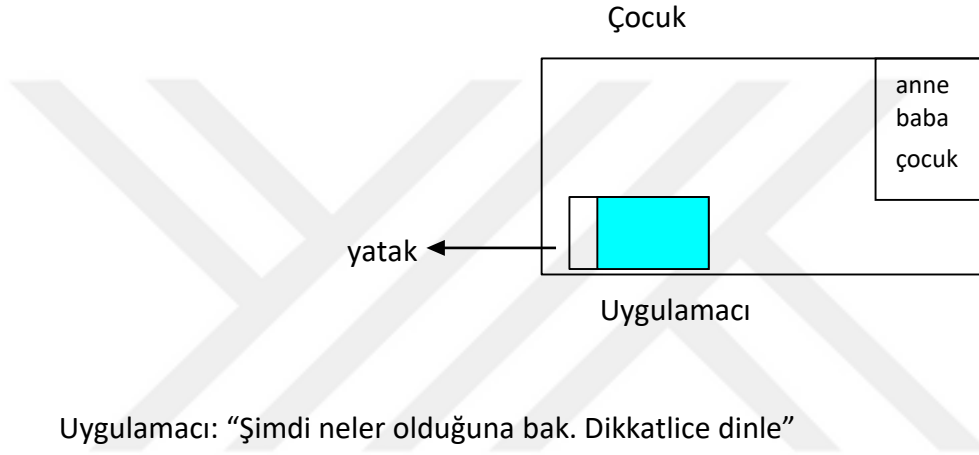 Çocuk
anne
baba
çocuk
yatak
Uygulamacı
Uygulamacı: “Şimdi neler olduğuna bak. Dikkatlice dinle”